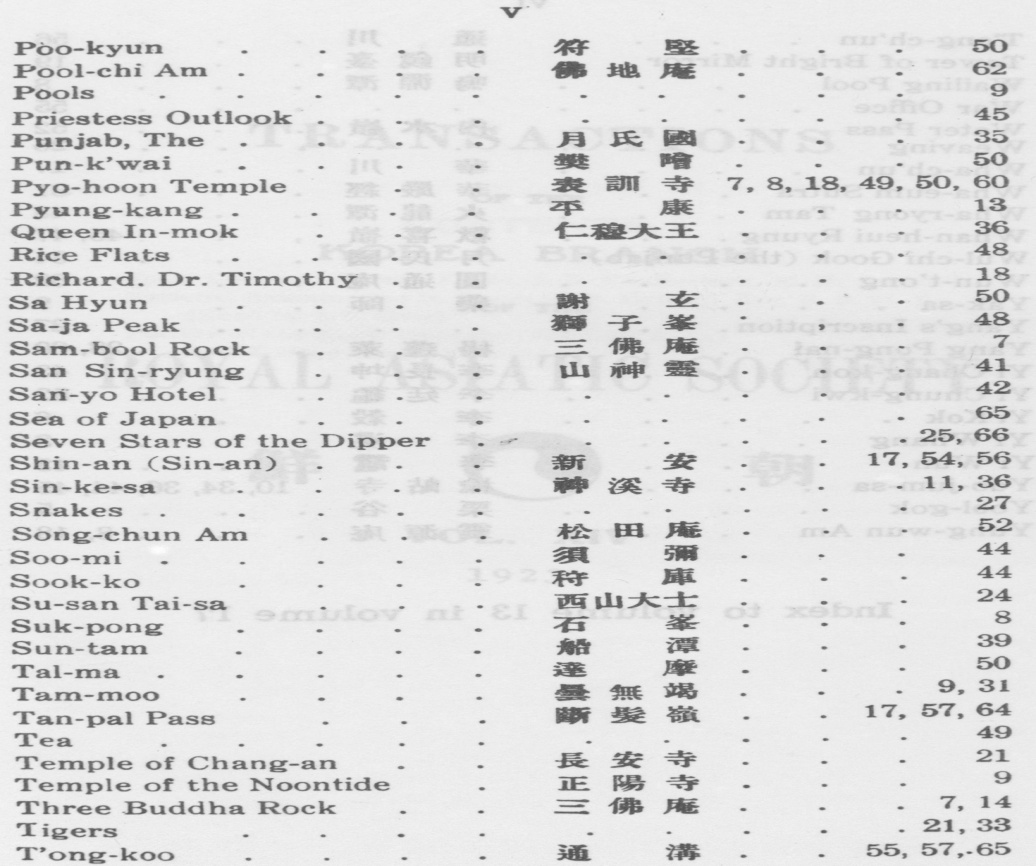 v
Poo-kyun . . . . 符堅 . . . 50
Pool-chi Am . . . . 佛地庵 . . . 62
Pools . . . . . . . . 9
Priestess Outlook . . . . . . . 45
Punjab, The . . . . 月氏國 . . . 35
Pun-k'wai . . . . 樊噲 . . . 50
Pyo-hoon Temple 表訓寺 7, 8, 18, 49, 50, 60
Pyung-kang . . . . 平康 . . . 13
Queen In-mok . . . . 仁穆大王 . . . 36
Rice Flats . . . . . . . . 48
Richard. Dr. Timothy . . . . . . 18
Sa Hyun . . . . 謝玄 . . . 50
Sa-ja Peak . . . . 獅子峯 . . . 48
Sam-bool Rock . . . 三佛庵 . . . 7
San Sin-ryung . . . 山神靈 . . . 41
San-yo Hotel . . . . . . . 42
Sea of Japan . . . . . . . 65
Seven Stars of the Dipper . . . . . 25, 66
Shin-an (Sin-an) . . . 新安 . . 17, 54, 56
Sin-ke-sa . . . . 神溪寺 . . . 11, 36
Snakes . . . . . . . . 27
Song-chun Am . . . 松田庵 . . . 52
Soo-mi . . . . . 須彌 . . . 44
Sook-ko . . . . 庫 . . . 44
Su-san Tai-sa . . . . 西山大士 . . . 24
Suk-pong . . . . 石峯 . . . 8
Sun-tam . . . . 船潭 . . . 39
Tal-ma . . . . . 達摩 . . . 50
Tam-moo . . . . 曇無竭 . . . 9, 31
Tan-pal Pass . . . 斷髮嶺 . . 17, 57, 64
Tea . . . . . . . . 49
Temple of Chang-an . . 長安寺 . . . 21
Temple of the Noontide . . 正陽寺 . . . 9
Three Buddha Rock . . . 三佛庵 . . . 7, 14
Tigers . . . . . . . . 21, 33
T'ong-koo . . . . 通溝 . . 55, 57,.65